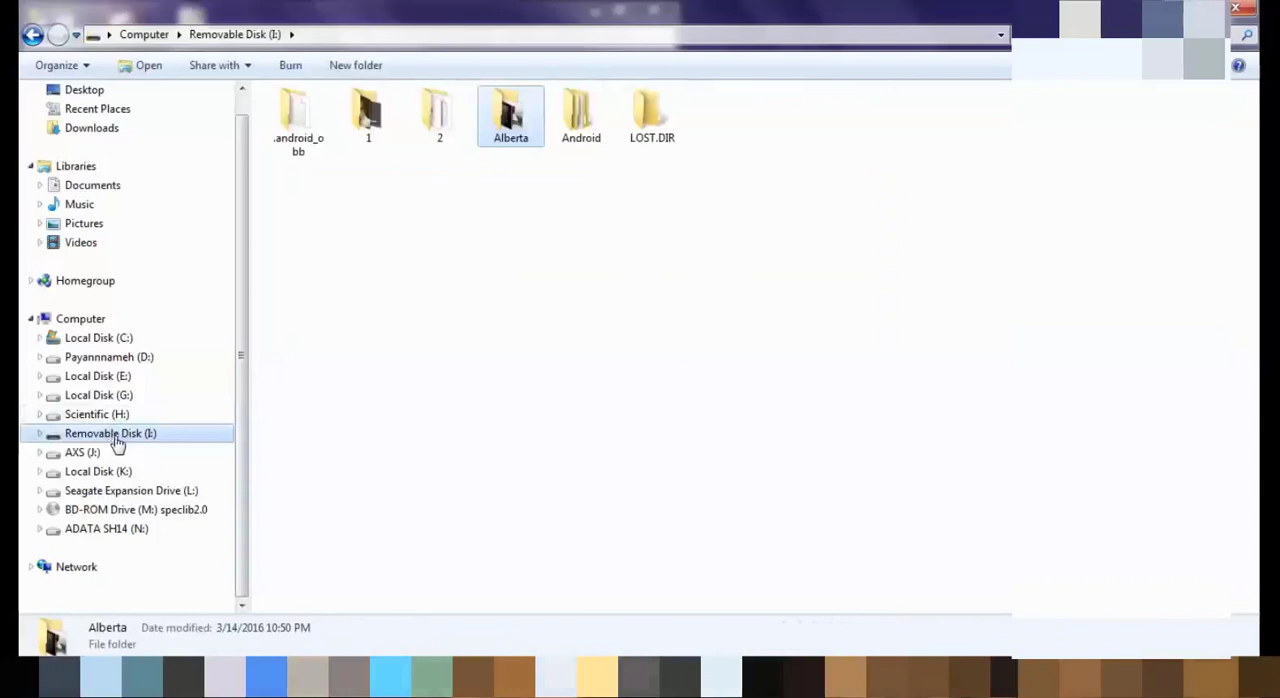 Computer Removable Disk (I:)
Organize Open Share with Burn New folder
Desktop
Recent Places
Downloads
Libraries
Documents
Music
Pictures
Videos
Homegroup
Computer
Local Disk (C:)
Payannnameh (D:)
Local Disk (E:)
Local Disk (G:)
Scientific (H:)
Removable Disk (I:)
AXS (J:)
Local Disk (K:)
Seagate Expansion Drive (L:)
BD-ROM Drive (M:) speclib2.0
ADATA SH14 (N:)
Network
.android_o
bb
1
2
Alberta
Android
LOST.DIR
Alberta Date modified: 3/14/2016 10:50 PM
File folder